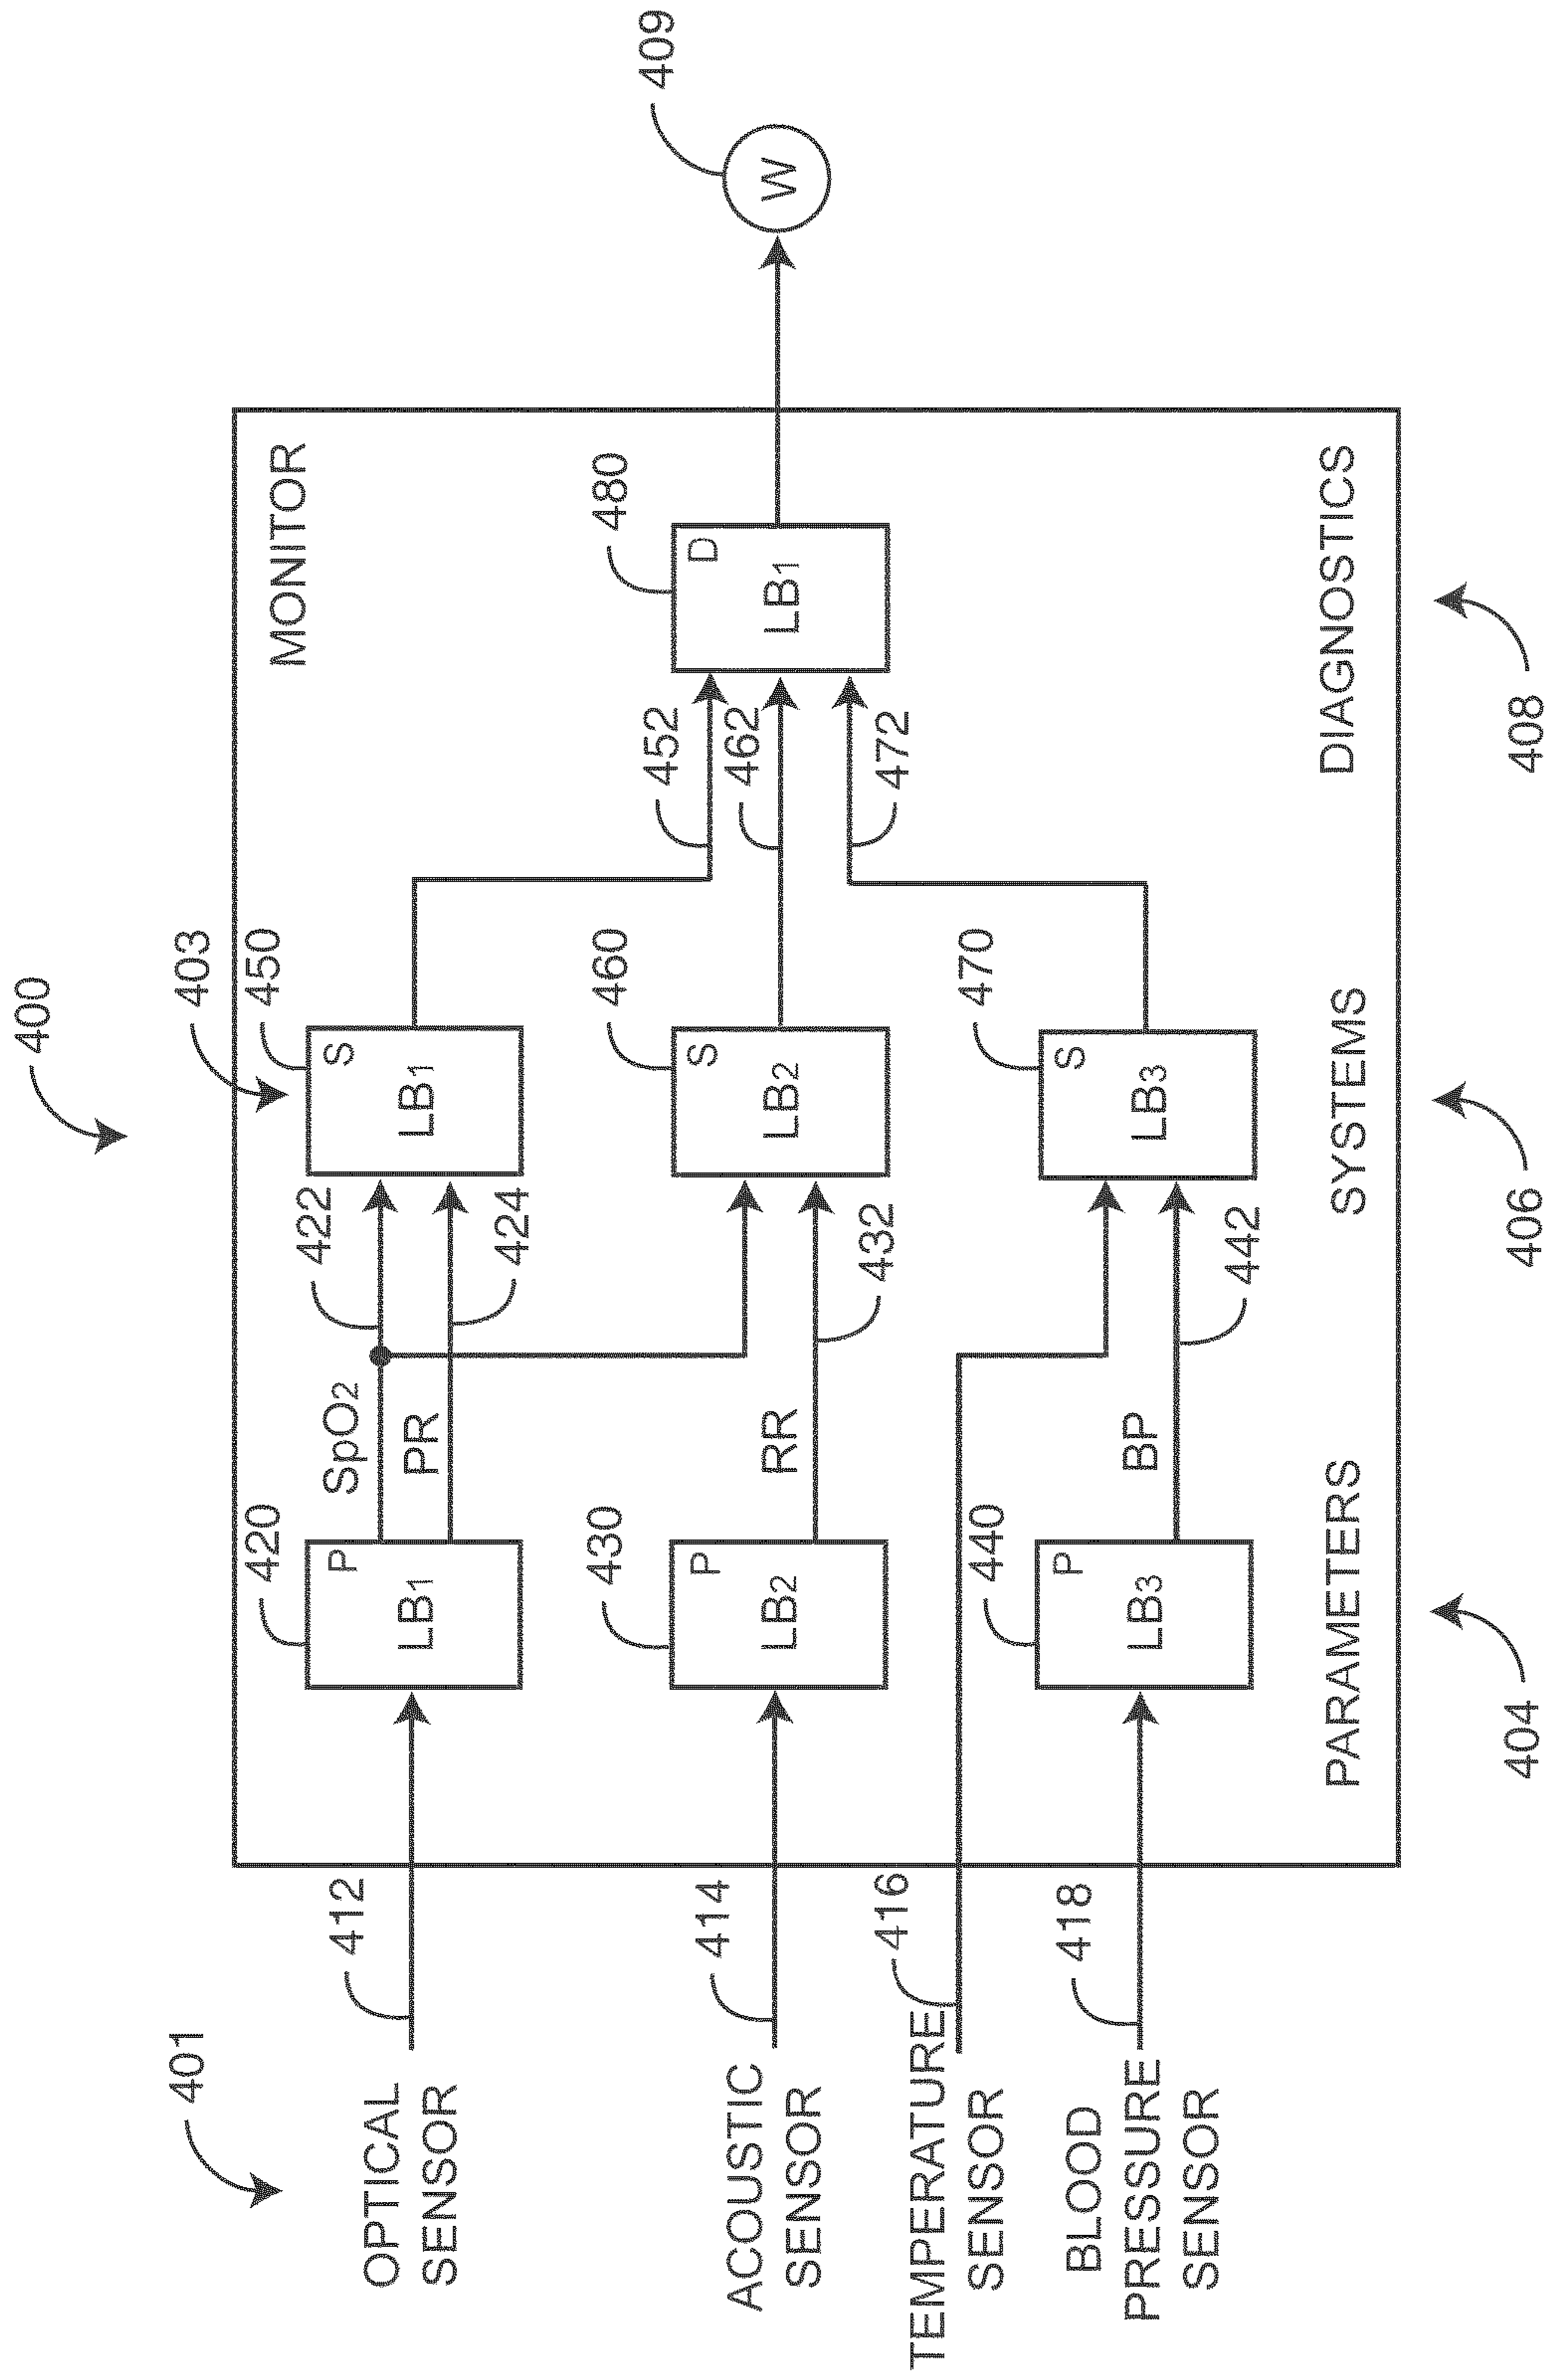 400
401
403
MONITOR
OPTICAL
SENSOR
412
420
P
LB1
SpO2
422
PR
424
450
S
LB1
452
ACOUSTIC
SENSOR
414
430
P
LB2
RR
432
460
S
LB2
462
480
D
LB1
W
409
TEMPERATURE
SENSOR
416
472
BLOOD
PRESSURE
SENSOR
418
440
P
LB3
BP
442
470
S
LB3
PARAMETERS
SYSTEMS
DIAGNOSTICS
404
406
408